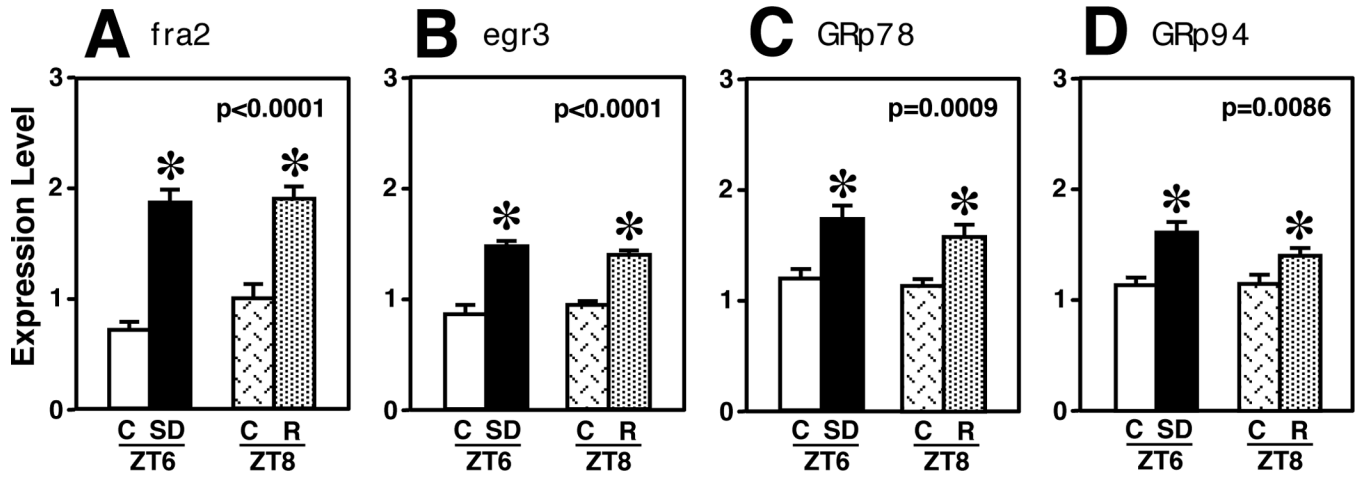 A fra2
B egr3
C GRp78
D GRp94
Expression Level
3
2
1
0
p<0.0001
*
*
C SD
C R
ZT6
ZT8
3
2
1
0
p<0.0001
*
*
C SD
C R
ZT6
ZT8
3
2
1
0
p=0.0009
*
*
C SD
C R
ZT6
ZT8
3
2
1
0
p=0.0086
*
*
C SD
C R
ZT6
ZT8